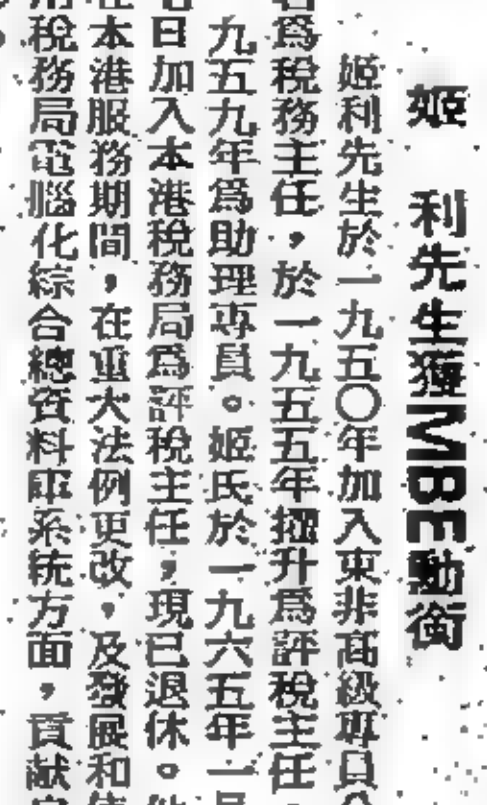 姬 利先生獲MBE勳銜
姬利先生於一九五〇年加入東非高級專員公
為稅務主任，於一九五五年擢升為評稅主任，
九五九年為助理專員。姬氏於一九六五年一月
日加入本港稅務局為評稅主任，現已退休。
在本港服務期間，在重大法例更改，及發展和
稅務局電腦化綜合總資料庫系統方面，貢獻